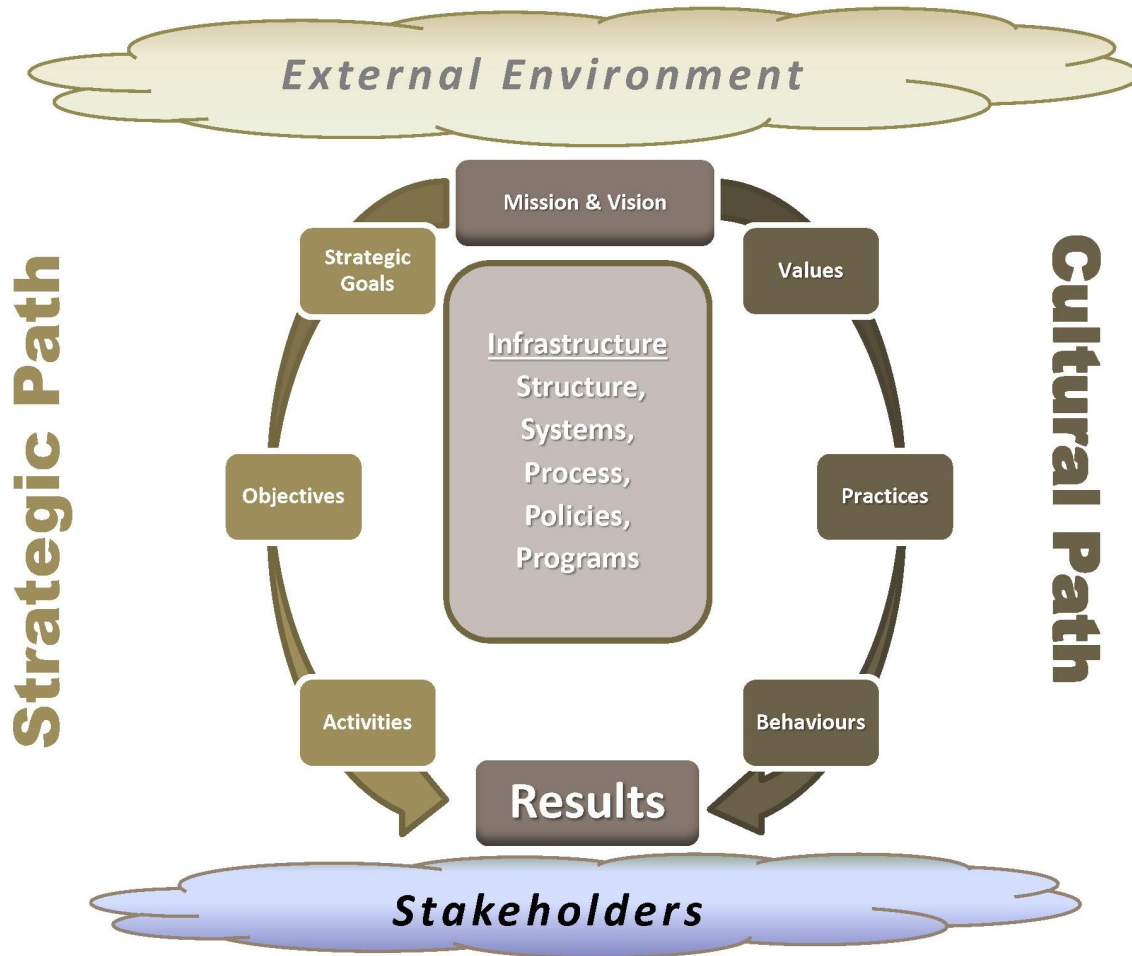 External Environment
Mission & Vision
Strategic
Goals
Values
Strategic Path
Cultural Path
Infrastructure
Structure,
Systems,
Process,
Policies,
Programs
Objectives
Practices
Activities
Behaviours
Results
Stakeholders